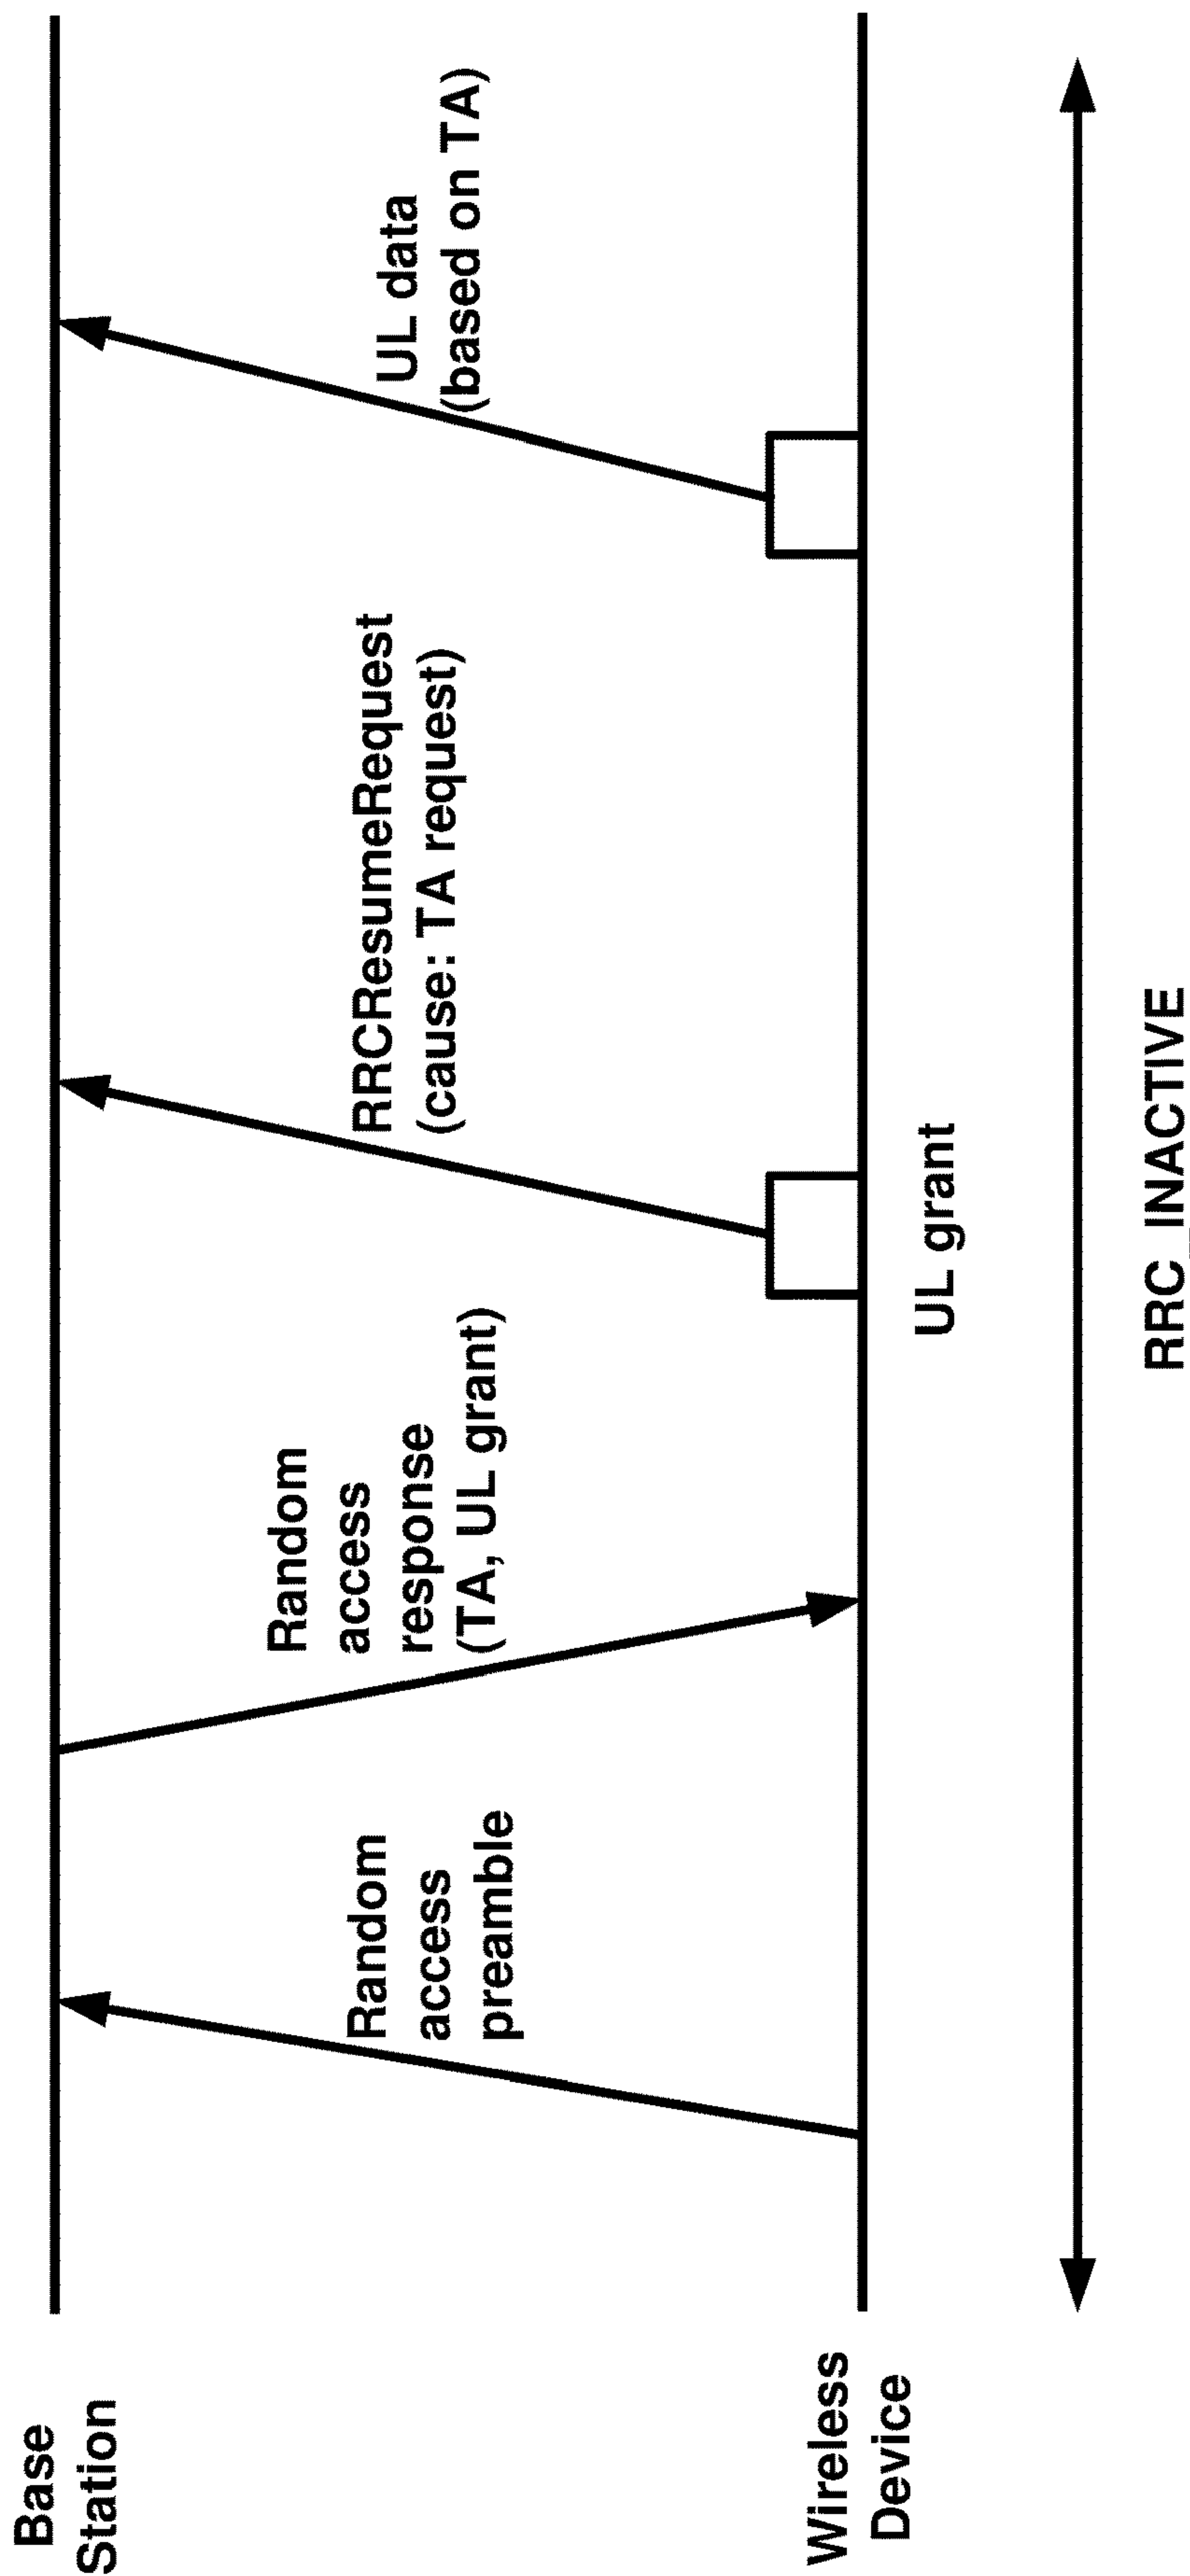 Base
Station
Random
access
preamble
Random
access
response
(TA, UL grant)
RRCResumeRequest
(cause: TA request)
UL data
(based on TA)
Wireless
Device
UL grant
RRC_INACTIVE